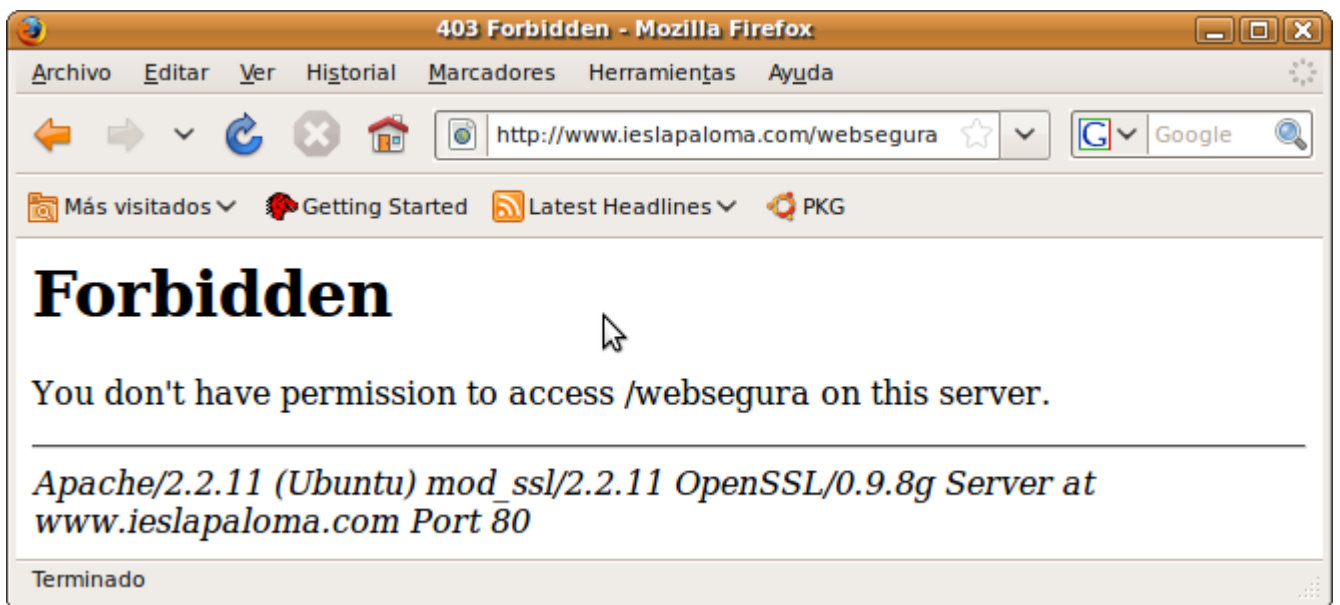 403 Forbidden - Mozilla Firefox
Archivo Editar Ver Historial Marcadores Herramientas Ayuda
http://www.ieslapaloma.com/websegura G Google
Más visitados Getting Started Latest Headlines PKG
Forbidden
You don't have permission to access /websegura on this server.
Apache/2.2.11 (Ubuntu) mod_ssl/2.2.11 OpenSSL/0.9.8g Server at
www.ieslapaloma.com Port 80
Terminado